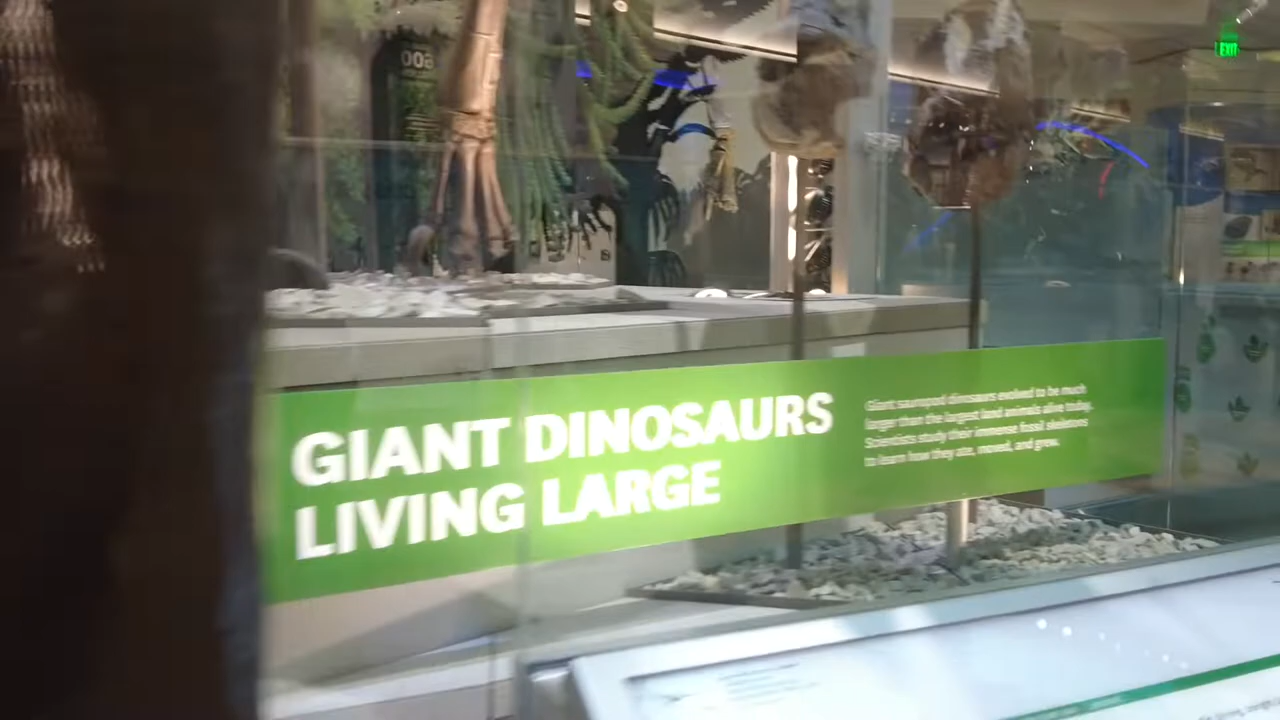 EXIT
GIANT DINOSAURS
LIVING LARGE
Giant sauropod dinosaurs evolved to be much
larger than the largest land animals alive today.
Scientists study their immense fossil skeletons
to learn how they ate, moved, and grew.